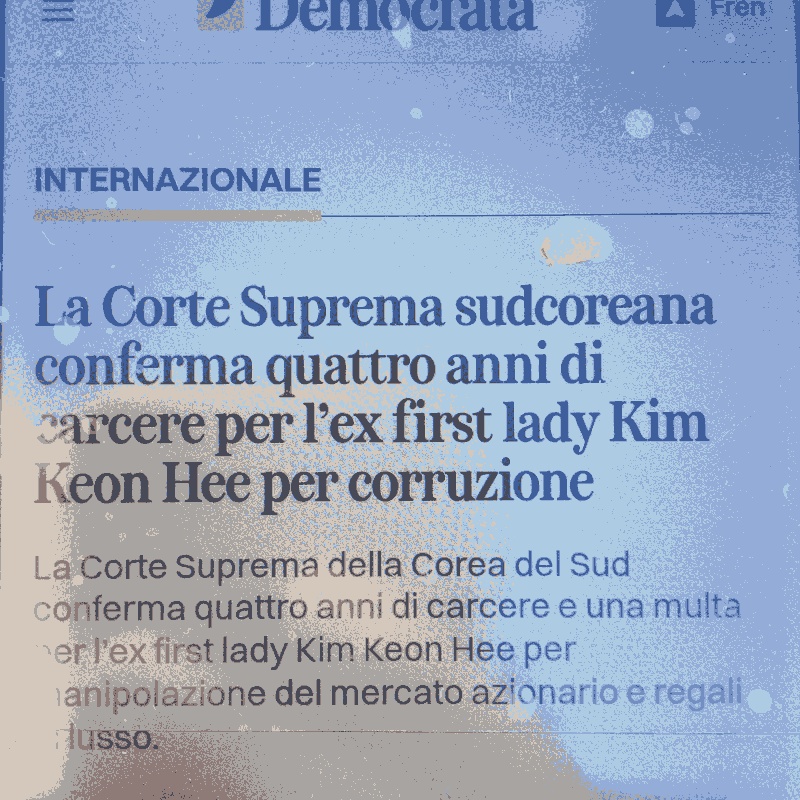 Democrata
Fren
INTERNAZIONALE
La Corte Suprema sudcoreana
conferma quattro anni di
carcere per l'ex first lady Kim
Keon Hee per corruzione
La Corte Suprema della Corea del Sud
conferma quattro anni di carcere e una multa
per l'ex first lady Kim Keon Hee per
manipolazione del mercato azionario e regali
lusso.